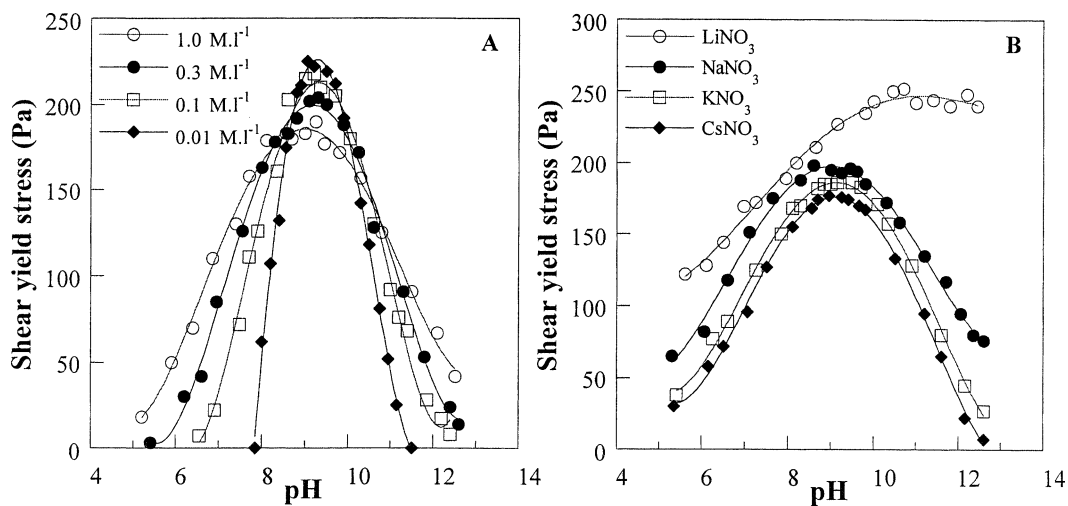 A
1.0 M.l⁻¹
0.3 M.l⁻¹
0.1 M.l⁻¹
0.01 M.l⁻¹
Shear yield stress (Pa)
250
200
150
100
50
0
4
6
8
10
12
14
pH
B
LiNO₃
NaNO₃
KNO₃
CsNO₃
Shear yield stress (Pa)
300
250
200
150
100
50
0
4
6
8
10
12
14
pH